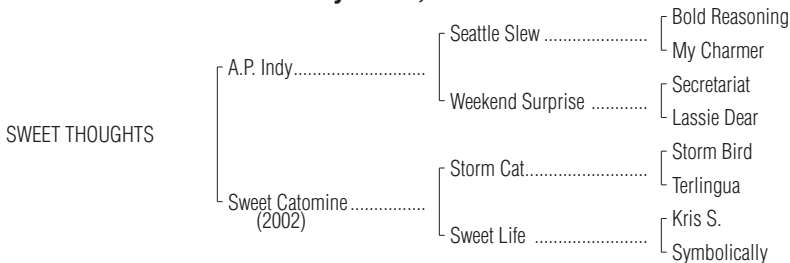 Bold Reasoning
Seattle Slew ......................
My Charmer
A.P. Indy............................
Secretariat
Weekend Surprise ............
Lassie Dear
SWEET THOUGHTS
Storm Bird
Storm Cat..........................
Terlingua
Sweet Catomine................
(2002)
Kris S.
Sweet Life ........................
Symbolically